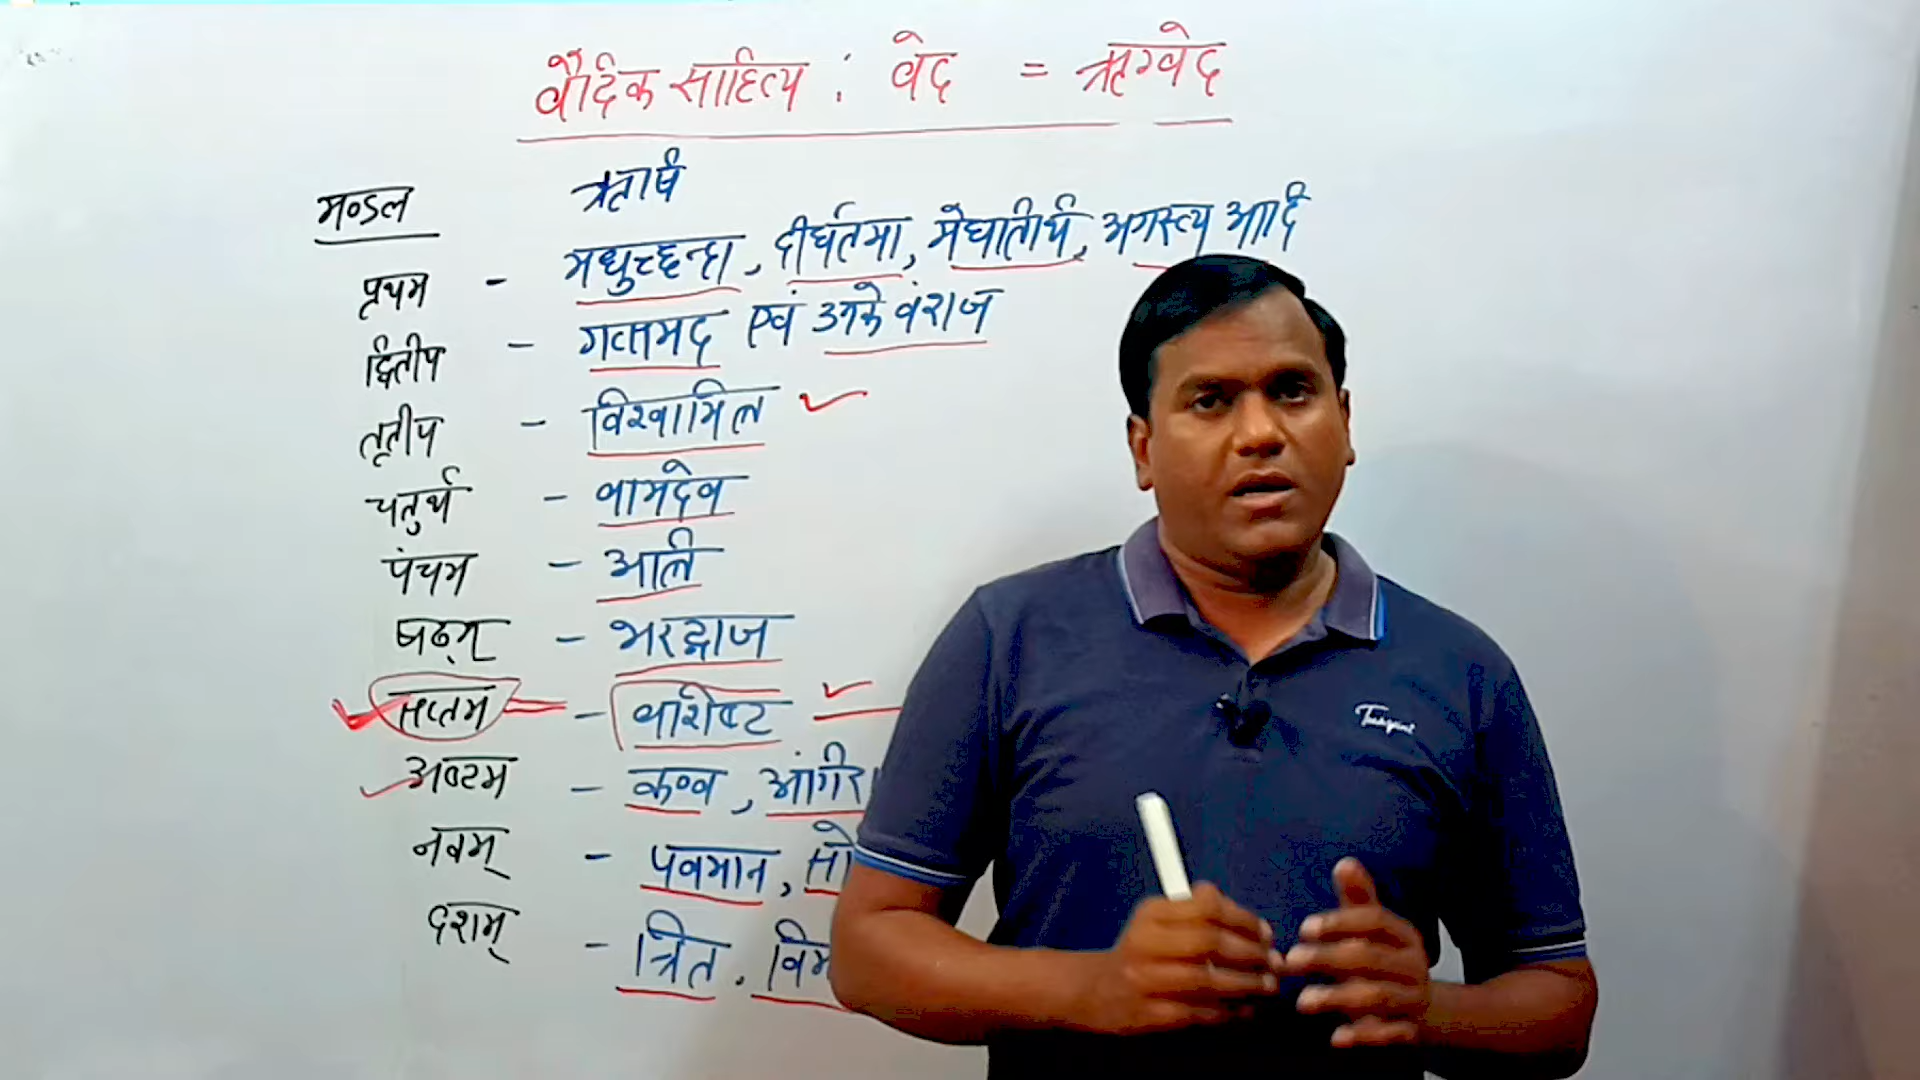 वैदिक साहित्य : वेद = ऋग्वेद
मण्डल ऋषि
प्रथम - मधुच्छन्दा, दीर्घतमा, मेघातिथि, अगस्त्य आदि
द्वितीय - गत्समद एवं उनके वंशज
तृतीय - विश्वामित्र
चतुर्थ - वामदेव
पंचम - अत्रि
षष्ठम् - भरद्वाज
सप्तम - वशिष्ट
अष्टम - कण्व, आंगिर
नवम् - पवमान, सो
दशम् - त्रित, विम